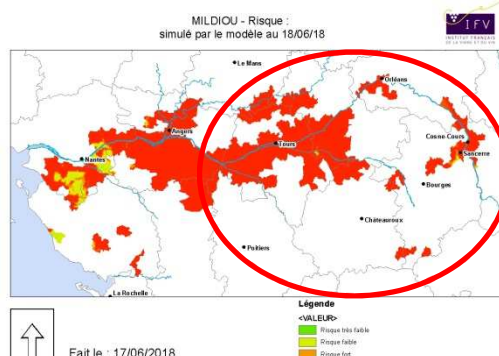 MILDIOU - Risque :
simulé par le modèle au 18/06/18
IFV
INSTITUT FRANÇAIS
DE LA VIGNE ET DU VIN
Le Mans
Orléans
Angers
Tours
Cosne-Cours
Nantes
Sancerre
Bourges
Châteauroux
Poitiers
La Rochelle
Légende
<VALEUR>
Risque très faible
Risque faible
Risque fort
Fait le : 17/06/2018